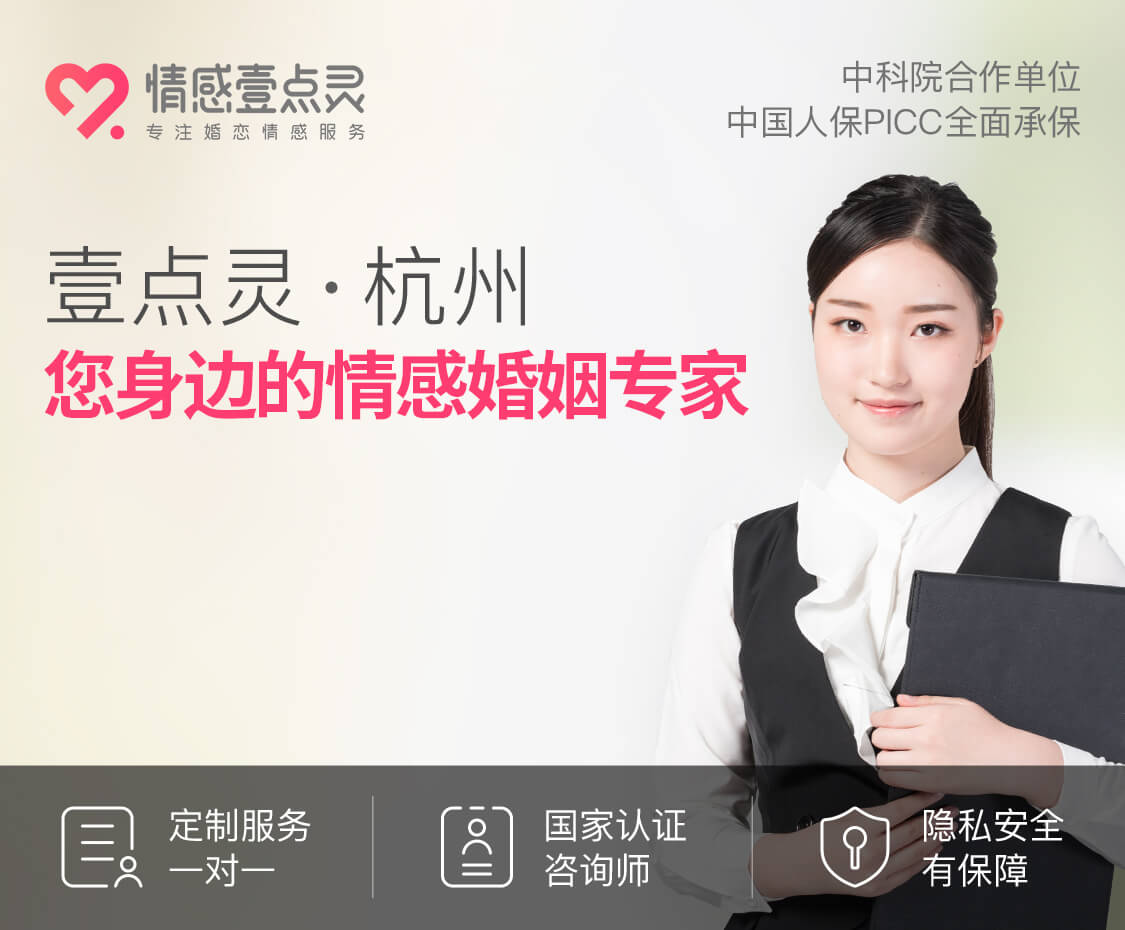 情感壹点灵
专注婚恋情感服务
中科院合作单位
中国人保PICC全面承保
壹点灵·杭州
您身边的情感婚姻专家
定制服务
一对一
国家认证
咨询师
隐私安全
有保障